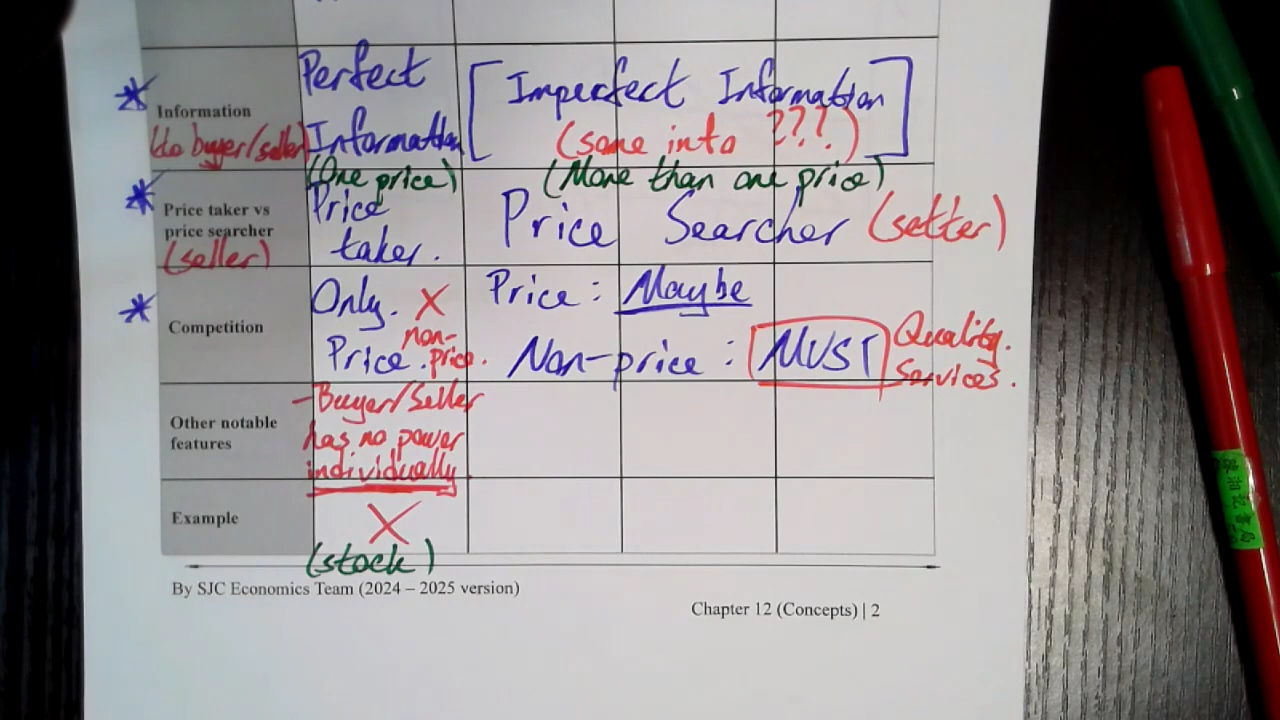 Perfect
Information
(to buyer/seller)
Information
[Imperfect Information]
(some info ???)
(One price)
(More than one price)
Price taker vs
price searcher
(seller)
Price
taker.
Price Searcher (setter)
Competition
Only. X
non-
Price. price.
Price : Maybe
Non-price : MUST
Quality.
Services.
Other notable
features
- Buyer/Seller
has no power
individually
Example
X
(stock)
By SJC Economics Team (2024 – 2025 version)
Chapter 12 (Concepts) | 2